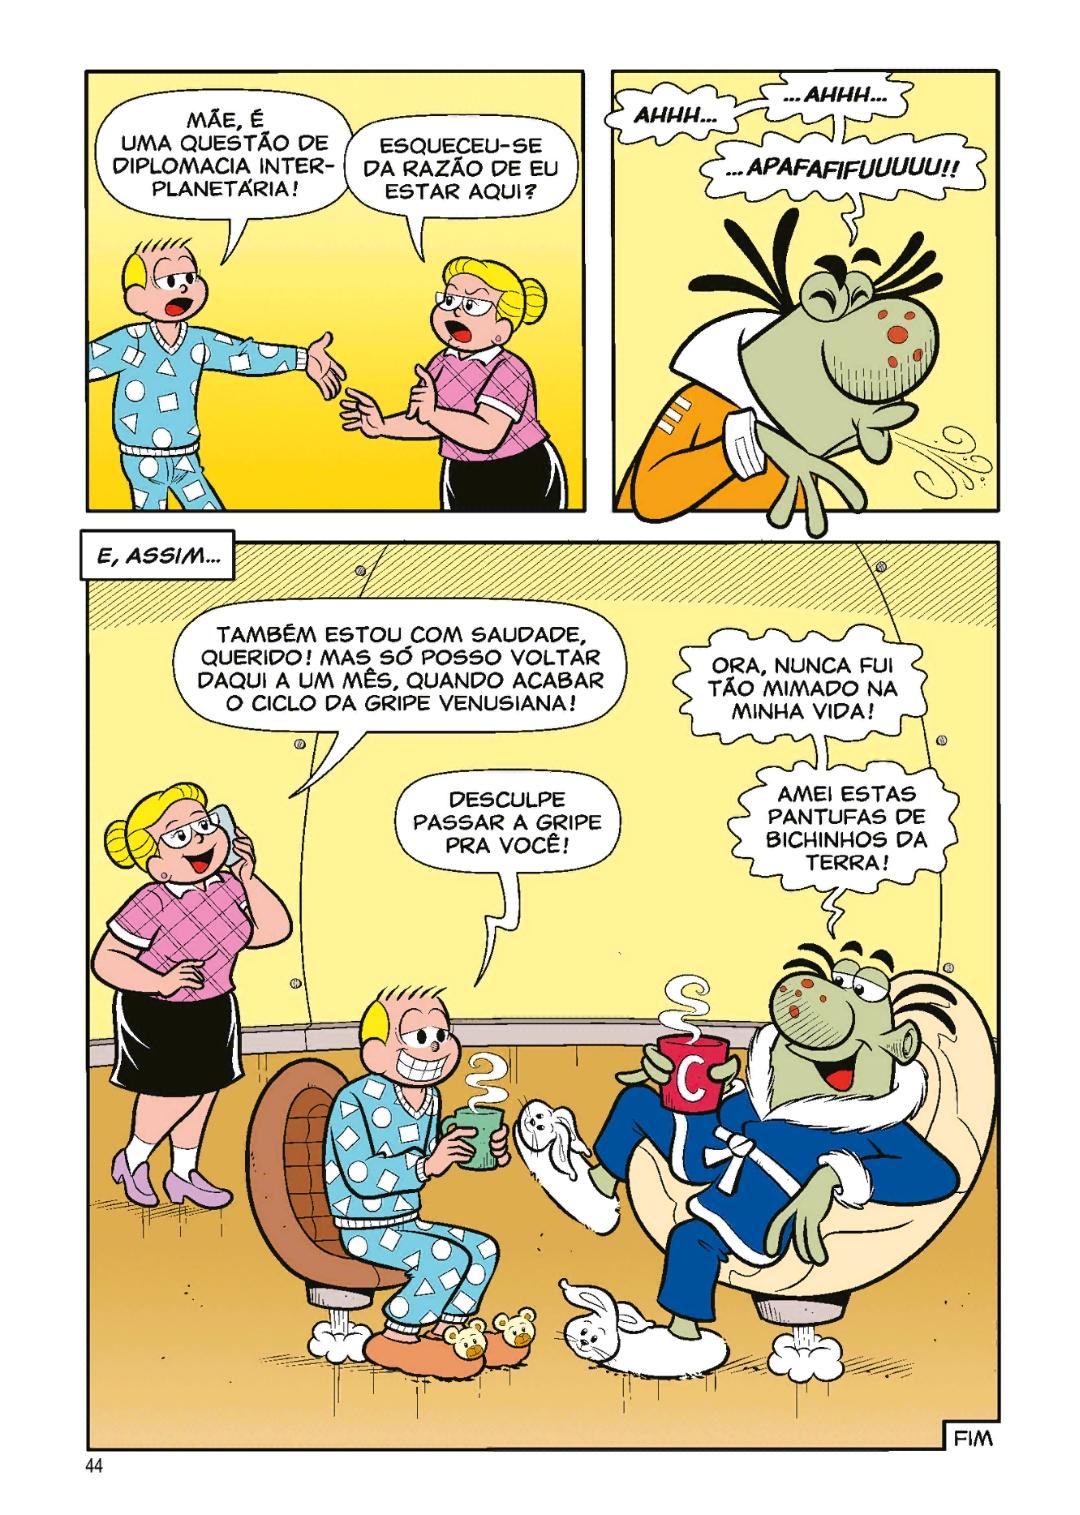 MÃE, É
UMA QUESTÃO DE
DIPLOMACIA INTER-
PLANETÁRIA!
ESQUECEU-SE
DA RAZÃO DE EU
ESTAR AQUI?
AHHH...
...AHHH...
...APAFAFIFUUUUU!!
E, ASSIM...
TAMBÉM ESTOU COM SAUDADE,
QUERIDO! MAS SÓ POSSO VOLTAR
DAQUI A UM MÊS, QUANDO ACABAR
O CICLO DA GRIPE VENUSIANA!
DESCULPE
PASSAR A GRIPE
PRA VOCÊ!
ORA, NUNCA FUI
TÃO MIMADO NA
MINHA VIDA!
AMEI ESTAS
PANTUFAS DE
BICHINHOS DA
TERRA!
C
FIM
44